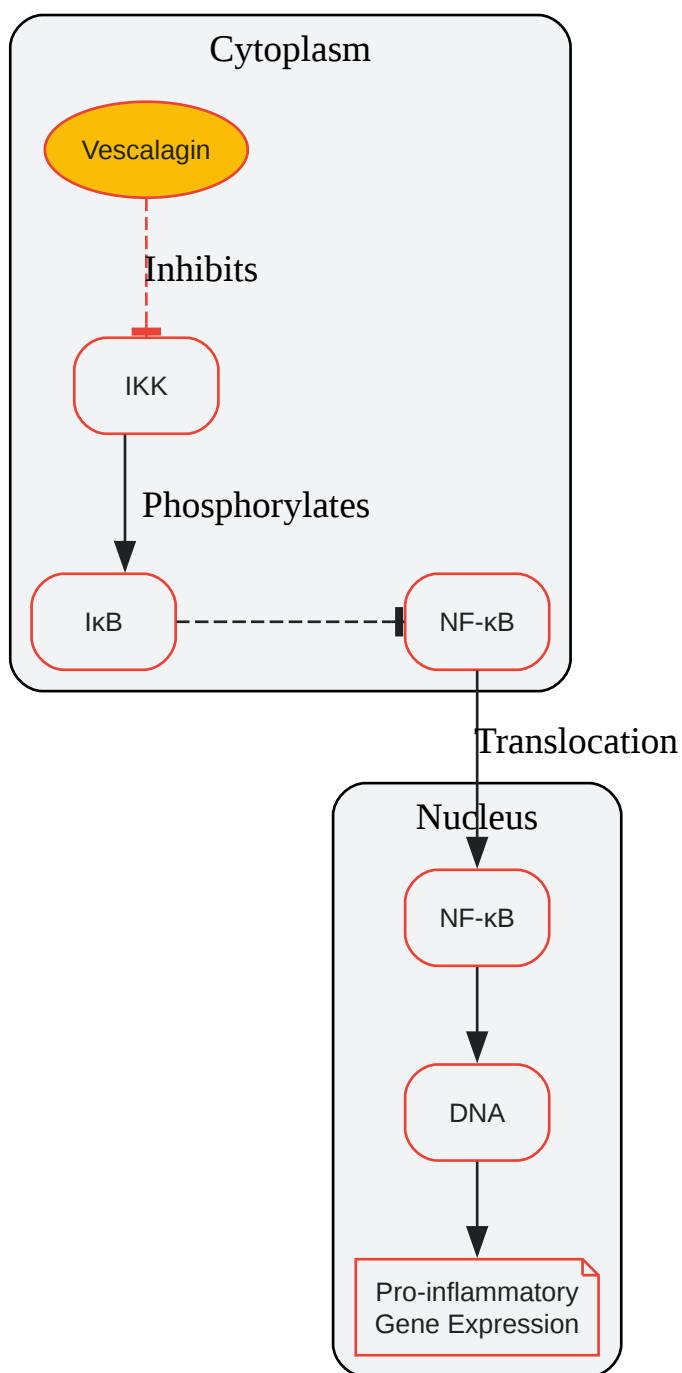 Cytoplasm
Vescalagin
Inhibits
IKK
Phosphorylates
IκB
NF-κB
Translocation
Nucleus
NF-κB
DNA
Pro-inflammatory
Gene Expression